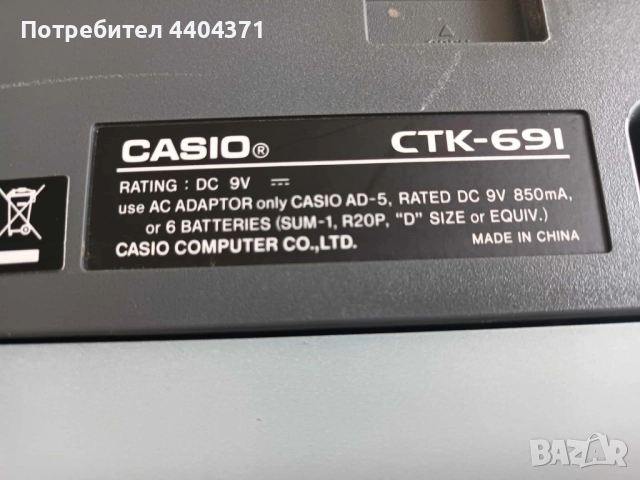 Потребител 4404371
OPEN
CASIO® CTK-691
RATING : DC 9V ⎓
use AC ADAPTOR only CASIO AD-5, RATED DC 9V 850mA,
or 6 BATTERIES (SUM-1, R20P, “D” SIZE or EQUIV.)
CASIO COMPUTER CO.,LTD. MADE IN CHINA
BAZAR